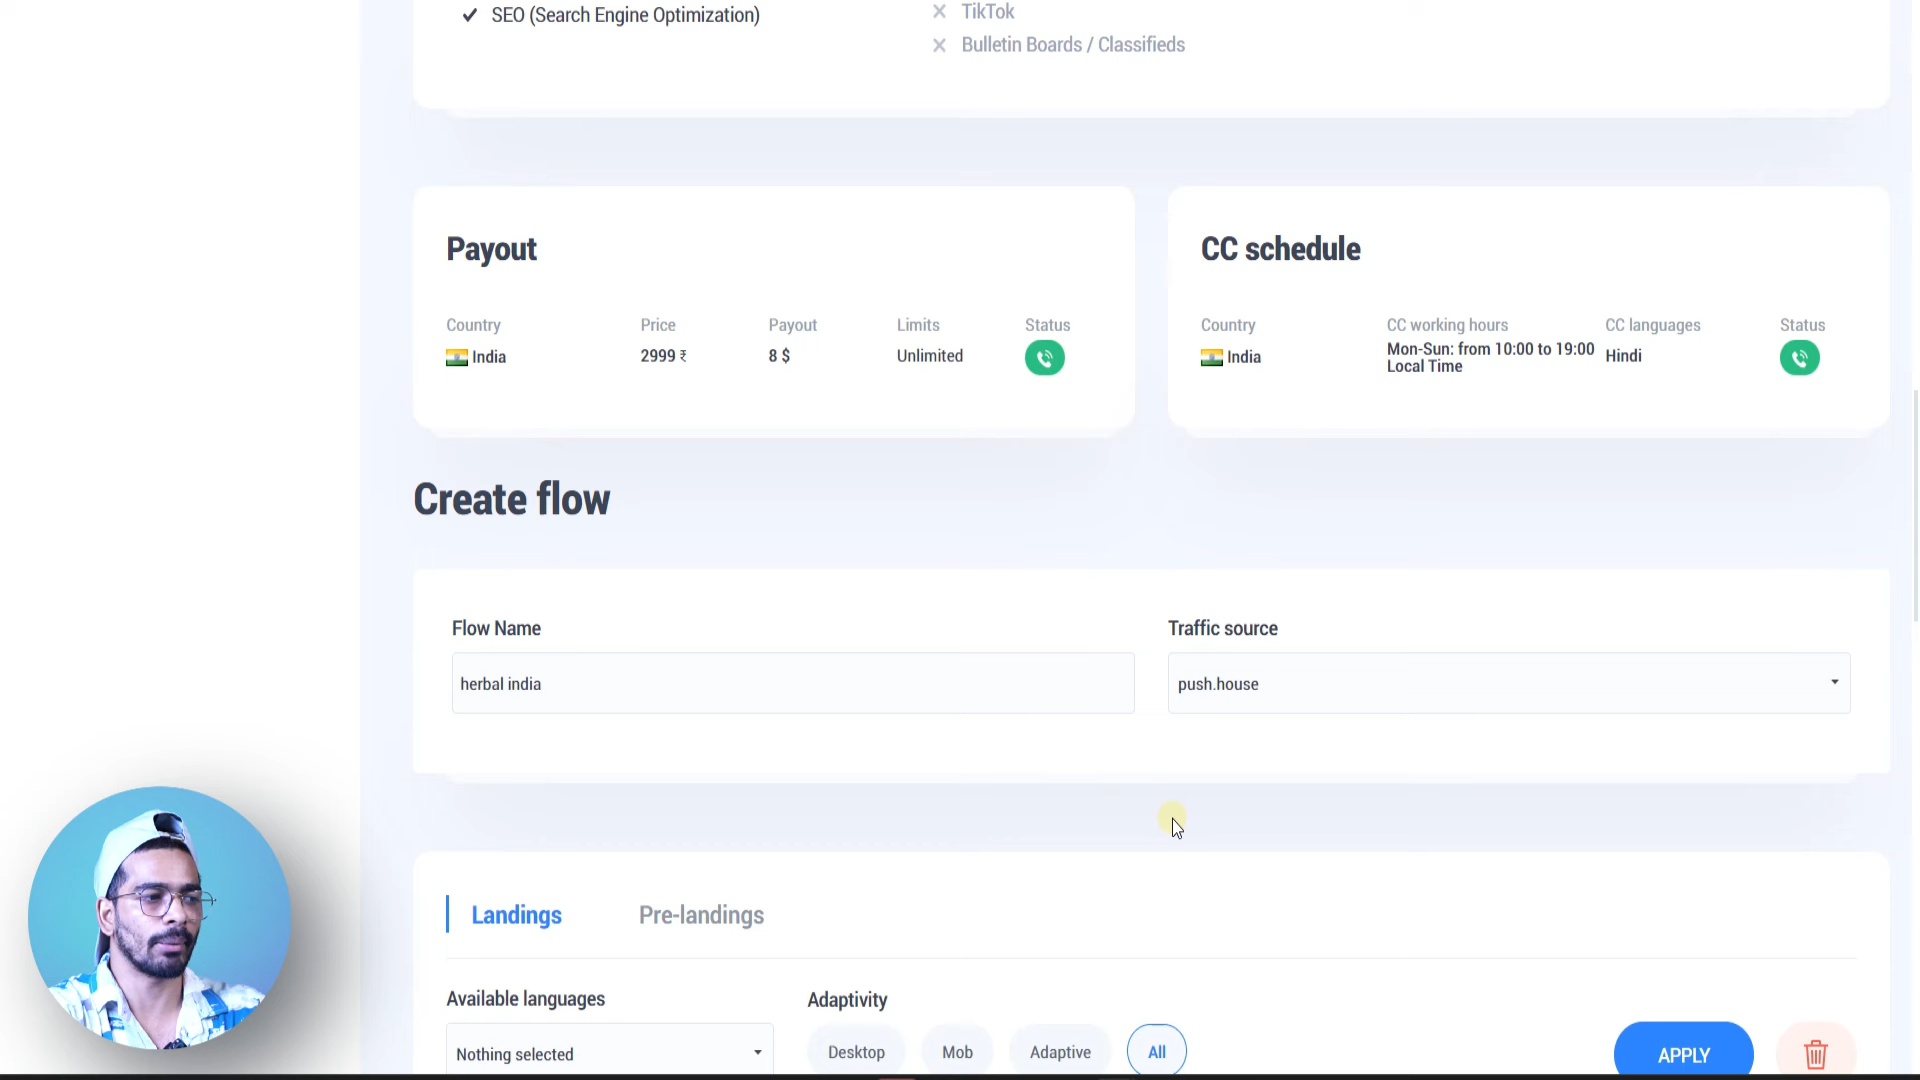 SEO (Search Engine Optimization)
TikTok
Bulletin Boards / Classifieds
Payout
Country Price Payout Limits Status
India 2999 ₹ 8 $ Unlimited
CC schedule
Country CC working hours CC languages Status
India Mon-Sun: from 10:00 to 19:00 Hindi
Local Time
Create flow
Flow Name
herbal india
Traffic source
push.house
Landings Pre-landings
Available languages
Nothing selected
Adaptivity
Desktop Mob Adaptive All
APPLY